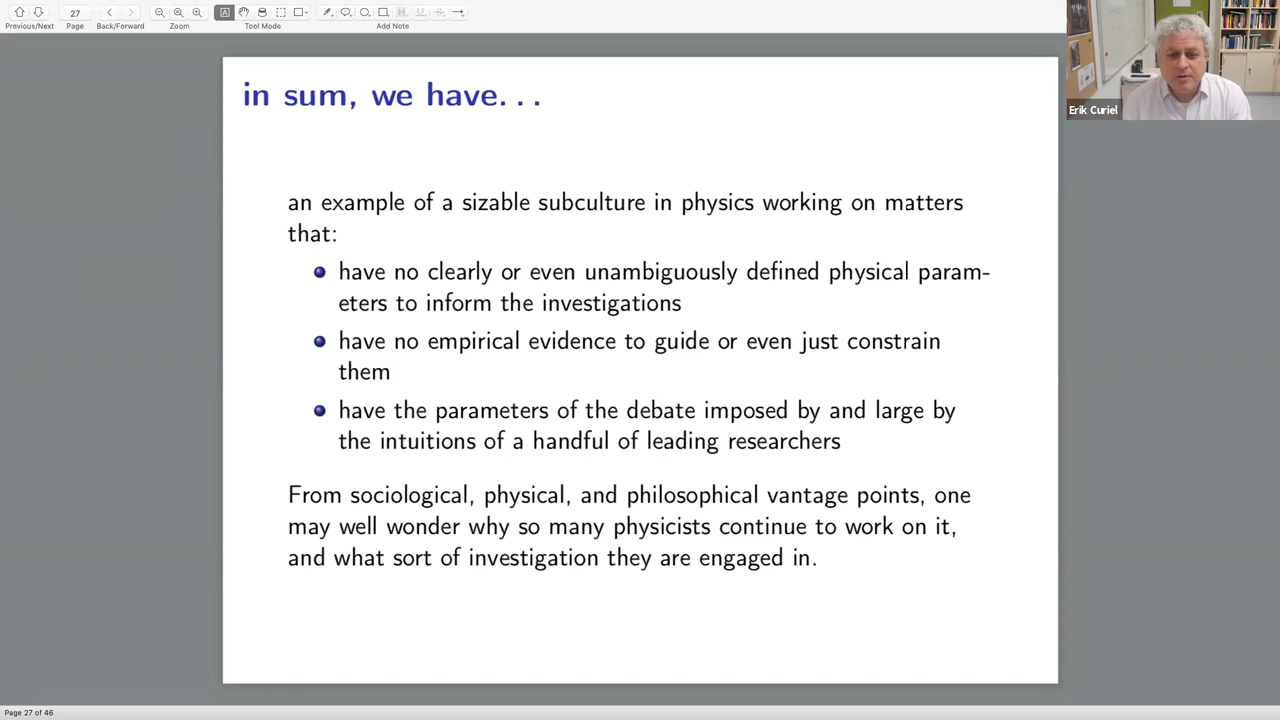 27
Previous/Next
Page
Back/Forward
Zoom
Tool Mode
Add Note
Erik Curiel
in sum, we have. . .
an example of a sizable subculture in physics working on matters
that:
have no clearly or even unambiguously defined physical param-
eters to inform the investigations
have no empirical evidence to guide or even just constrain
them
have the parameters of the debate imposed by and large by
the intuitions of a handful of leading researchers
From sociological, physical, and philosophical vantage points, one
may well wonder why so many physicists continue to work on it,
and what sort of investigation they are engaged in.
Page 27 of 46